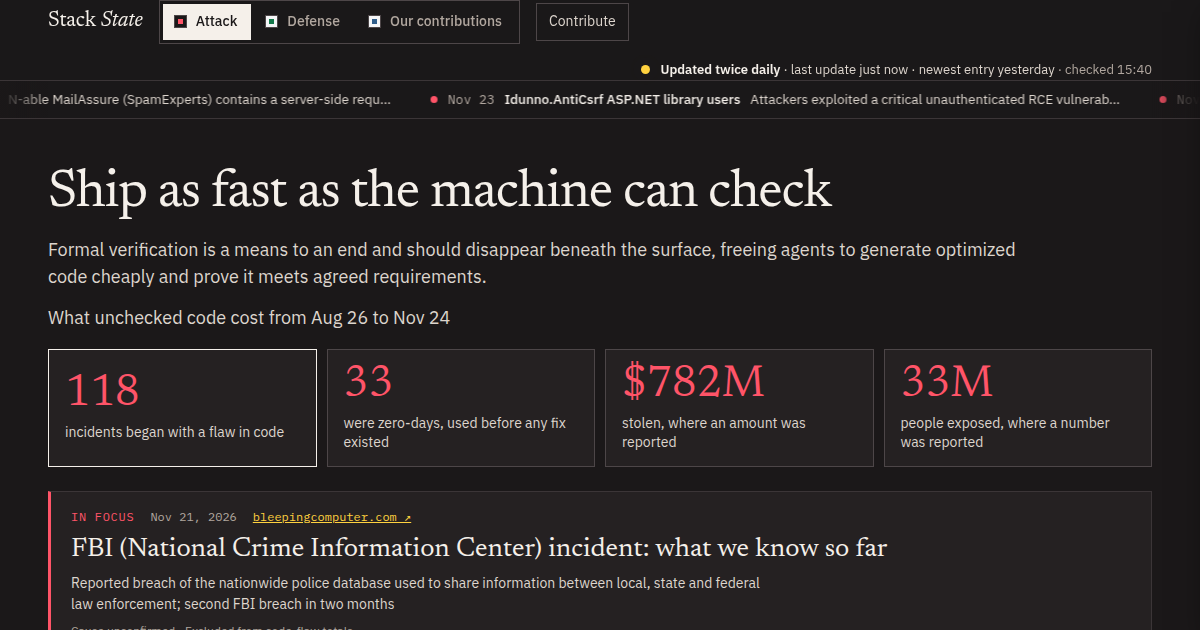 Stack State
Attack
Defense
Our contributions
Contribute
Updated twice daily · last update just now · newest entry yesterday · checked 15:40
N-able MailAssure (SpamExperts) contains a server-side requ...
Nov 23 Idunno.AntiCsrf ASP.NET library users Attackers exploited a critical unauthenticated RCE vulnerab...
Ship as fast as the machine can check
Formal verification is a means to an end and should disappear beneath the surface, freeing agents to generate optimized
code cheaply and prove it meets agreed requirements.
What unchecked code cost from Aug 26 to Nov 24
118
incidents began with a flaw in code
33
were zero-days, used before any fix
existed
$782M
stolen, where an amount was
reported
33M
people exposed, where a number
was reported
IN FOCUS Nov 21, 2026 bleepingcomputer.com ↗
FBI (National Crime Information Center) incident: what we know so far
Reported breach of the nationwide police database used to share information between local, state and federal
law enforcement; second FBI breach in two months